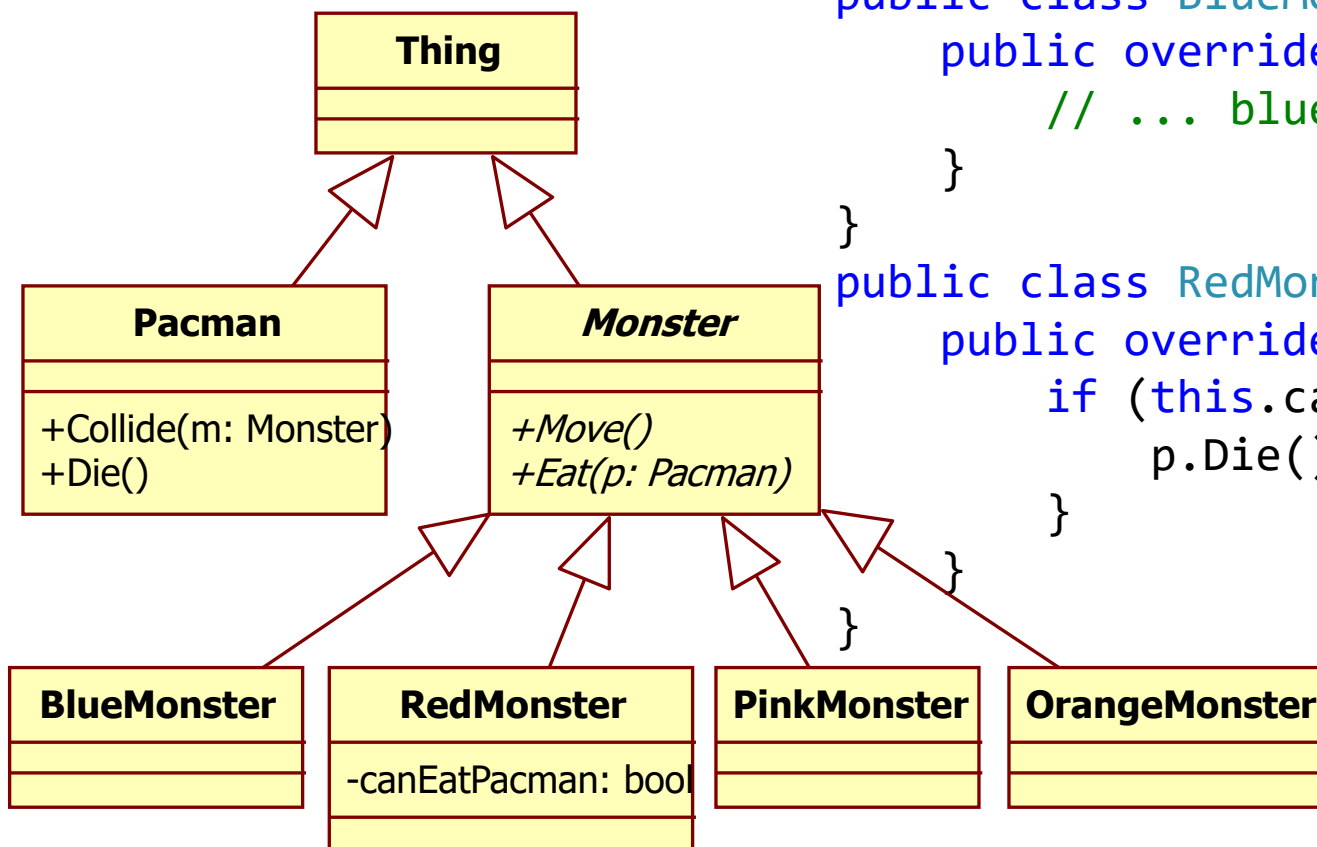 Thing
Pacman
+Collide(m: Monster)
+Die()
Monster
+Move()
+Eat(p: Pacman)
BlueMonster
RedMonster
-canEatPacman: bool
PinkMonster
OrangeMonster
public override
// ... blue
}
}
public class RedMon
public override
if (this.ca
p.Die()
}
}
}